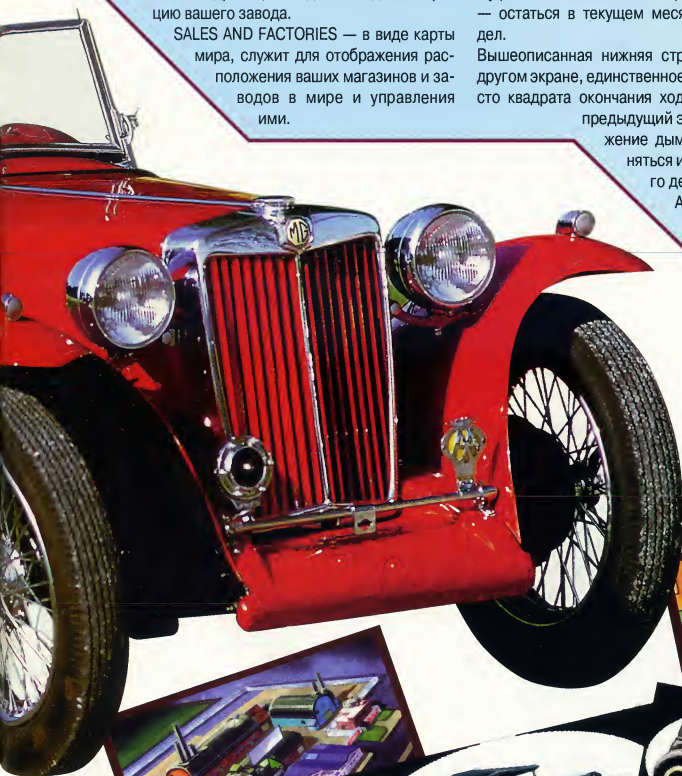 цию вашего завода.
SALES AND FACTORIES — в виде карты
мира, служит для отображения рас-
положения ваших магазинов и за-
водов в мире и управления
ими.
— остаться в текущем меся
дел.
Вышеописанная нижняя стр
другом экране, единственное
сто квадрата окончания ход
предыдущий э
жение дым
няться и
го де
А
MG